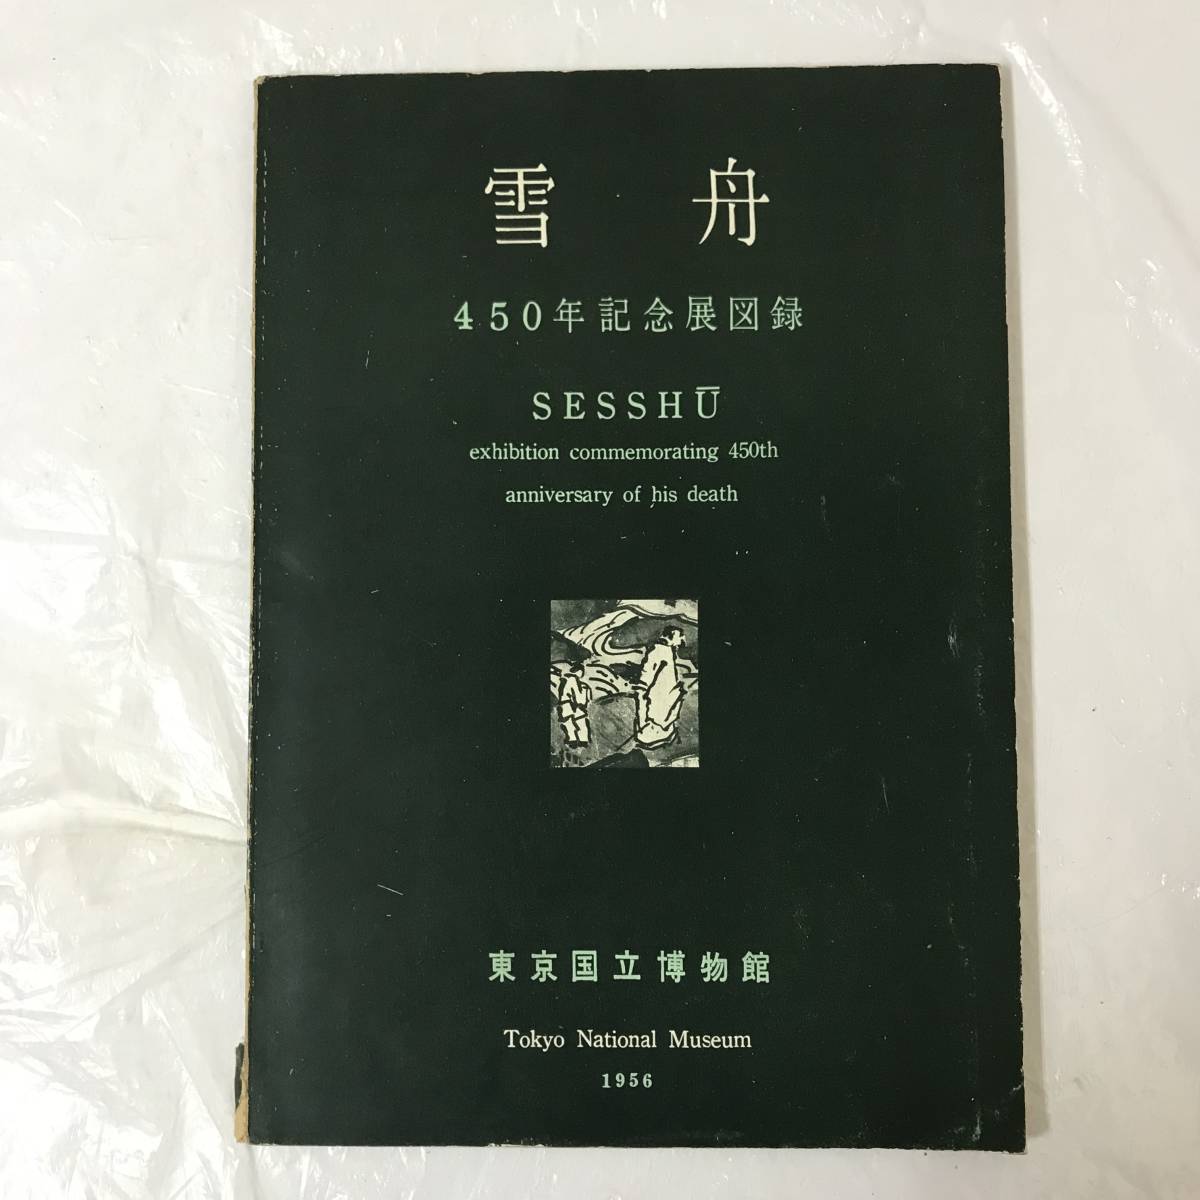 雪舟
450年記念展図録
SESSHŪ
exhibition commemorating 450th
anniversary of his death
東京国立博物館
Tokyo National Museum
1956